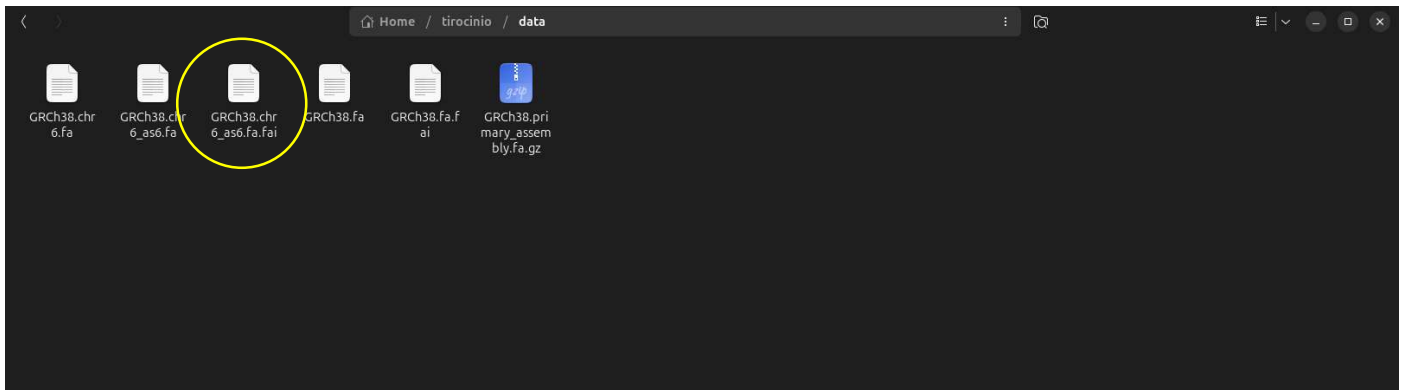 Home / tirocinio / data
GRCh38.chr
6.fa
GRCh38.chr
6_as6.fa
GRCh38.chr
6_as6.fa.fai
GRCh38.fa
GRCh38.fa.f
ai
gzip
GRCh38.pri
mary_assem
bly.fa.gz